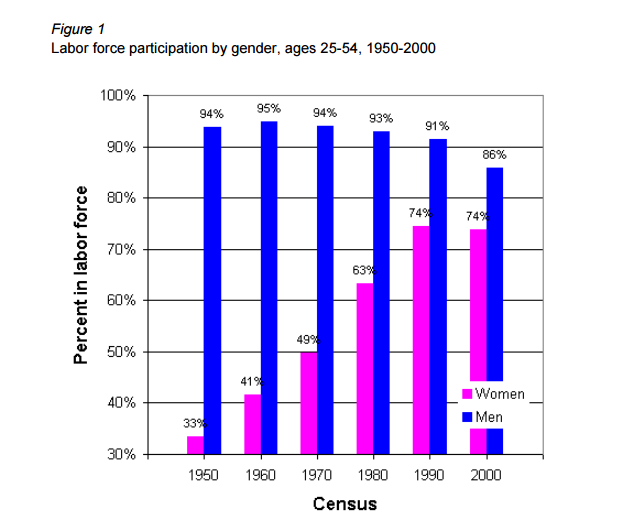 Figure 1
Labor force participation by gender, ages 25-54, 1950-2000
100%
90%
80%
70%
60%
50%
40%
30%
Percent in labor force
94%
95%
94%
93%
91%
86%
33%
41%
49%
63%
74%
74%
Women
Men
1950 1960 1970 1980 1990 2000
Census